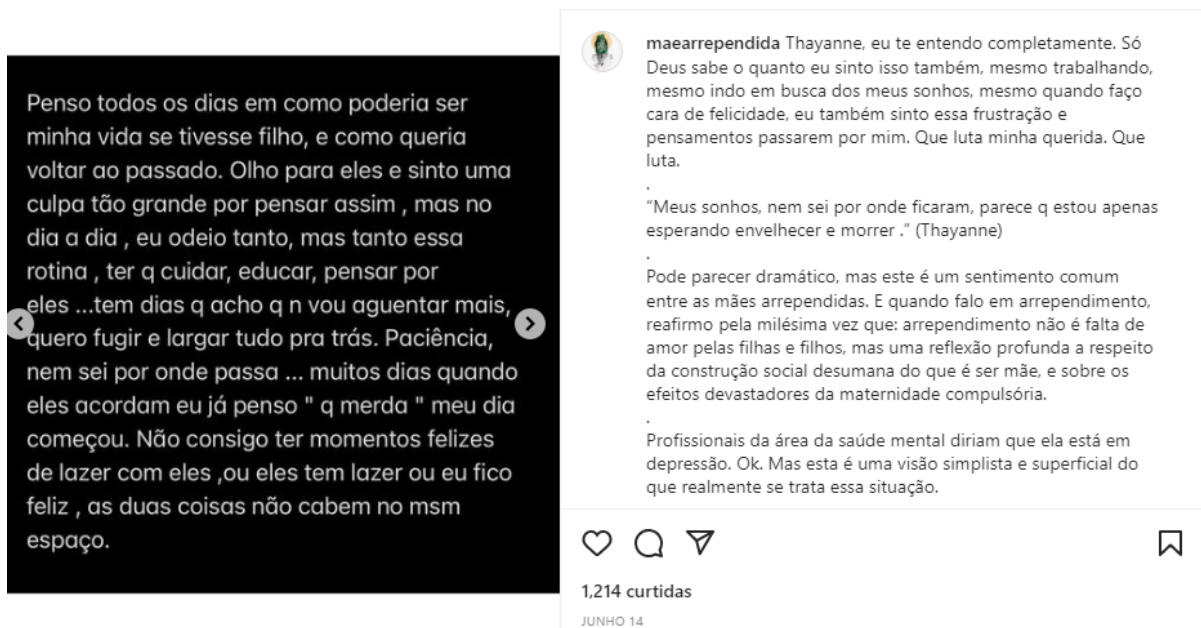 Penso todos os dias em como poderia ser
minha vida se tivesse filho, e como queria
voltar ao passado. Olho para eles e sinto uma
culpa tão grande por pensar assim , mas no
dia a dia , eu odeio tanto, mas tanto essa
rotina , ter q cuidar, educar, pensar por
eles ...tem dias q acho q n vou aguentar mais,
quero fugir e largar tudo pra trás. Paciência,
nem sei por onde passa ... muitos dias quando
eles acordam eu já penso " q merda " meu dia
começou. Não consigo ter momentos felizes
de lazer com eles ,ou eles tem lazer ou eu fico
feliz , as duas coisas não cabem no msm
espaço.
maearrependida Thayanne, eu te entendo completamente. Só
Deus sabe o quanto eu sinto isso também, mesmo trabalhando,
mesmo indo em busca dos meus sonhos, mesmo quando faço
cara de felicidade, eu também sinto essa frustração e
pensamentos passarem por mim. Que luta minha querida. Que
luta.
.
“Meus sonhos, nem sei por onde ficaram, parece q estou apenas
esperando envelhecer e morrer .” (Thayanne)
.
Pode parecer dramático, mas este é um sentimento comum
entre as mães arrependidas. E quando falo em arrependimento,
reafirmo pela milésima vez que: arrependimento não é falta de
amor pelas filhas e filhos, mas uma reflexão profunda a respeito
da construção social desumana do que é ser mãe, e sobre os
efeitos devastadores da maternidade compulsória.
.
Profissionais da área da saúde mental diriam que ela está em
depressão. Ok. Mas esta é uma visão simplista e superficial do
que realmente se trata essa situação.
1,214 curtidas
JUNHO 14